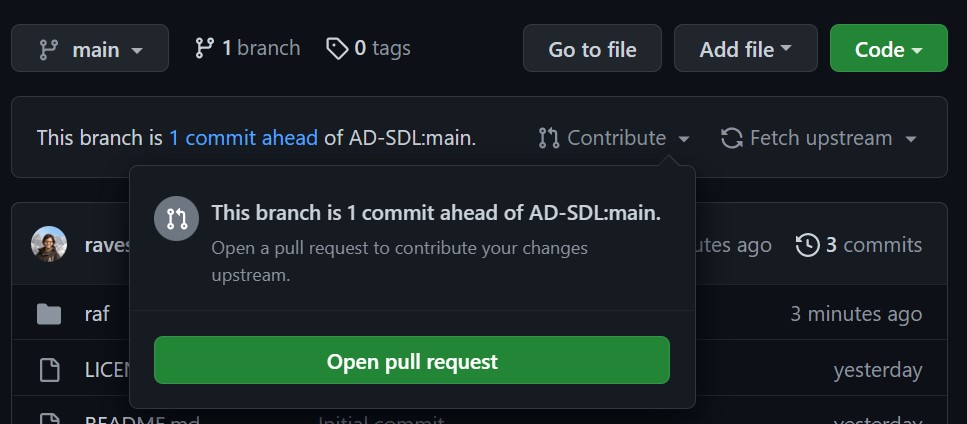 main
1 branch
0 tags
Go to file
Add file
Code
This branch is 1 commit ahead of AD-SDL:main.
Contribute
Fetch upstream
This branch is 1 commit ahead of AD-SDL:main.
Open a pull request to contribute your changes
upstream.
Open pull request
raves
utes ago
3 commits
raf
3 minutes ago
LICEN
yesterday
README.md
Initial commit
yesterday